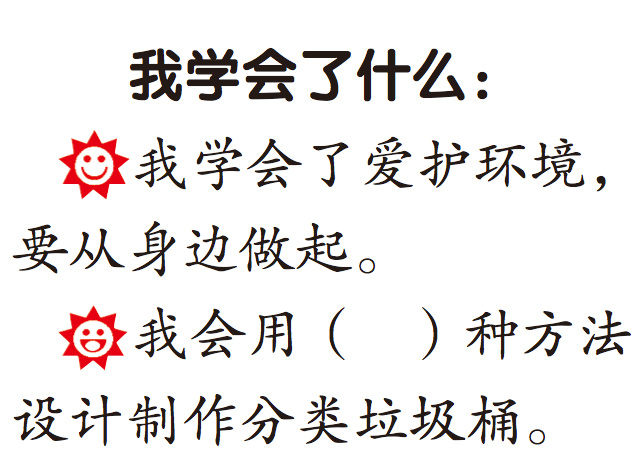 我学会了什么：
我学会了爱护环境，
要从身边做起。
我会用（　）种方法
设计制作分类垃圾桶。